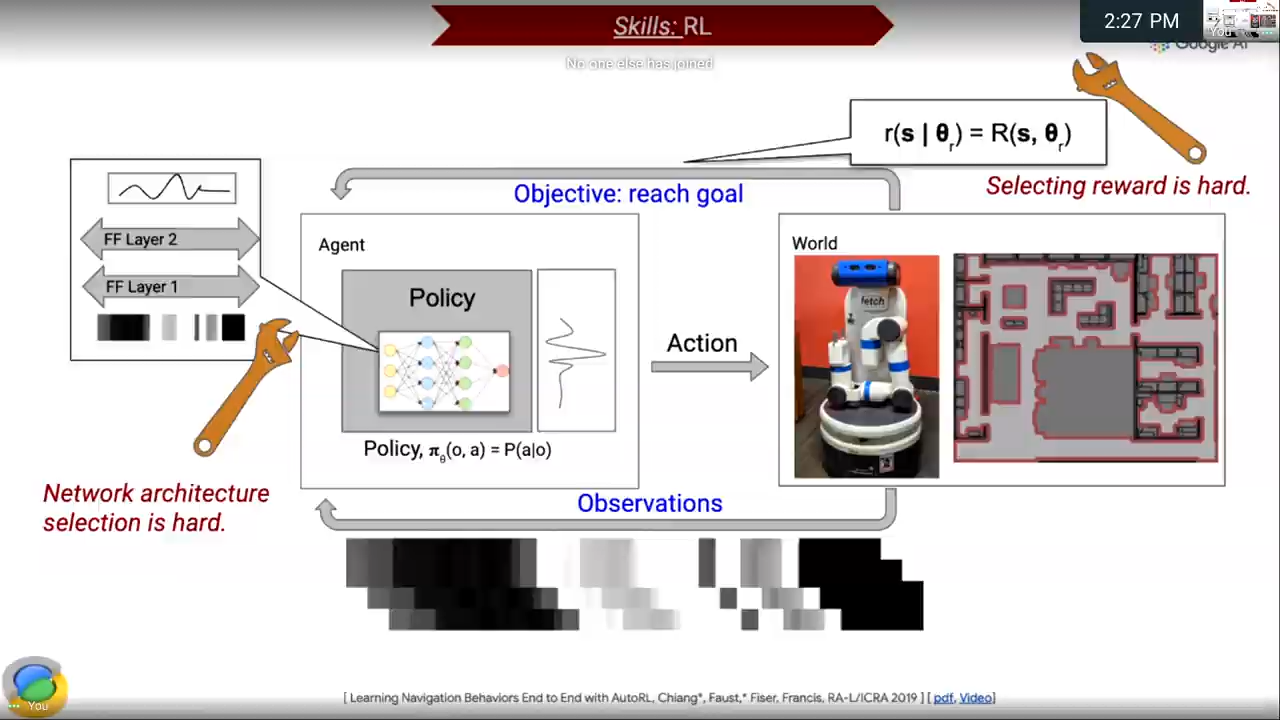 Skills: RL
2:27 PM
You
Google AI
No one else has joined
r(s | θr) = R(s, θr)
Selecting reward is hard.
Objective: reach goal
FF Layer 2
FF Layer 1
Agent
Policy
Policy, πθ(o, a) = P(a|o)
Action
World
fetch
Network architecture
selection is hard.
Observations
You
[ Learning Navigation Behaviors End to End with AutoRL, Chiang*, Faust,* Fiser, Francis, RA-L/ICRA 2019 ] [ pdf, Video]